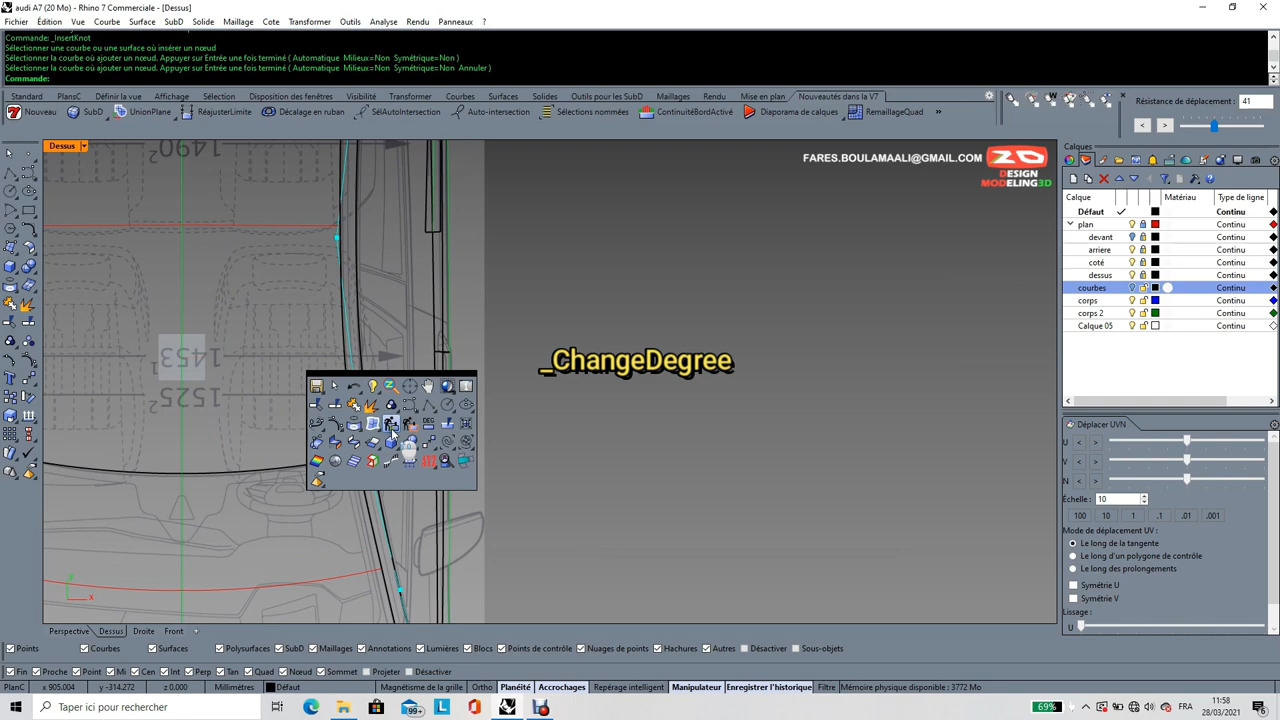 audi A7 (20 Mo) - Rhino 7 Commerciale - [Dessus]
Fichier Édition Vue Courbe Surface SubD Solide Maillage Cote Transformer Outils Analyse Rendu Panneaux ?
Commande: _InsertKnot
Sélectionner une courbe ou une surface où insérer un nœud
Sélectionner la courbe où ajouter un nœud. Appuyer sur Entrée une fois terminé ( Automatique Milieu=Non Symétrique=Non )
Sélectionner la courbe où ajouter un nœud. Appuyer sur Entrée une fois terminé ( Automatique Milieu=Non Symétrique=Non Annuler )
Commande:
Standard PlansC Définir la vue Affichage Sélection Disposition des fenêtres Visibilité Transformer Courbes Surfaces Solides Outils pour les SubD Maillages Rendu Mise en plan Nouveautés dans la V7
Nouveau SubD UnionPlane RéajusterLimite Décalage en ruban SélAutoIntersection Auto-intersection Sélections nommées ContinuitéBordActivé Diaporama de calques RemaillageQuad »
Résistance de déplacement: 41
< >
Dessus
1490²
FARES.BOULAMAALI@GMAIL.COM
DESIGN
MODELING3D
Calques
Calque Matériau Type de ligne
Défaut Continu
plan Continu
devant Continu
arriere Continu
coté Continu
dessus Continu
courbes Continu
corps Continu
corps 2 Continu
Calque 05 Continu
1453
1
1525²
_ChangeDegree
DEG
Déplacer UVN
U < >
V < >
N < >
Échelle : 10
100 10 1 .1 .01 .001
Mode de déplacement UV :
Le long de la tangente
Le long d'un polygone de contrôle
Le long des prolongements
Symétrie U
Symétrie V
Lissage :
U
y
x
Perspective Dessus Droite Front
Points Courbes Surfaces Polysurfaces SubD Maillages Annotations Lumières Blocs Points de contrôle Nuages de points Hachures Autres Désactiver Sous-objets
Fin Proche Point Mi Cen Int Perp Tan Quad Nœud Sommet Projeter Désactiver
PlanC x 905.004 y -314.272 z 0.000 Millimètres Défaut Magnétisme de la grille Ortho Planéité Accrochages Repérage intelligent Manipulateur Enregistrer l'historique Filtre Mémoire physique disponible : 3772 Mo
Taper ici pour rechercher
99+
69%
FRA
11:58
28/03/2021